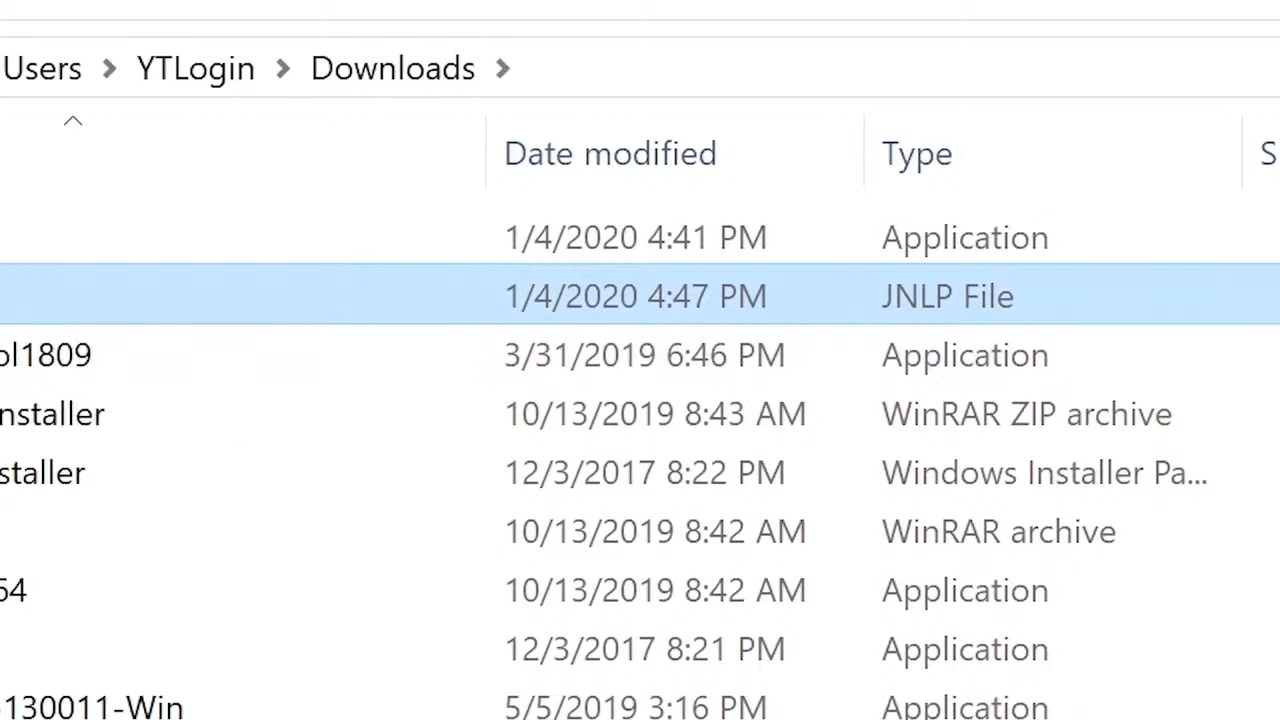 Users > YTLogin > Downloads >
Date modified Type S
1/4/2020 4:41 PM Application
1/4/2020 4:47 PM JNLP File
ol1809 3/31/2019 6:46 PM Application
nstaller 10/13/2019 8:43 AM WinRAR ZIP archive
staller 12/3/2017 8:22 PM Windows Installer Pa...
10/13/2019 8:42 AM WinRAR archive
64 10/13/2019 8:42 AM Application
12/3/2017 8:21 PM Application
130011-Win 5/5/2019 3:16 PM Application